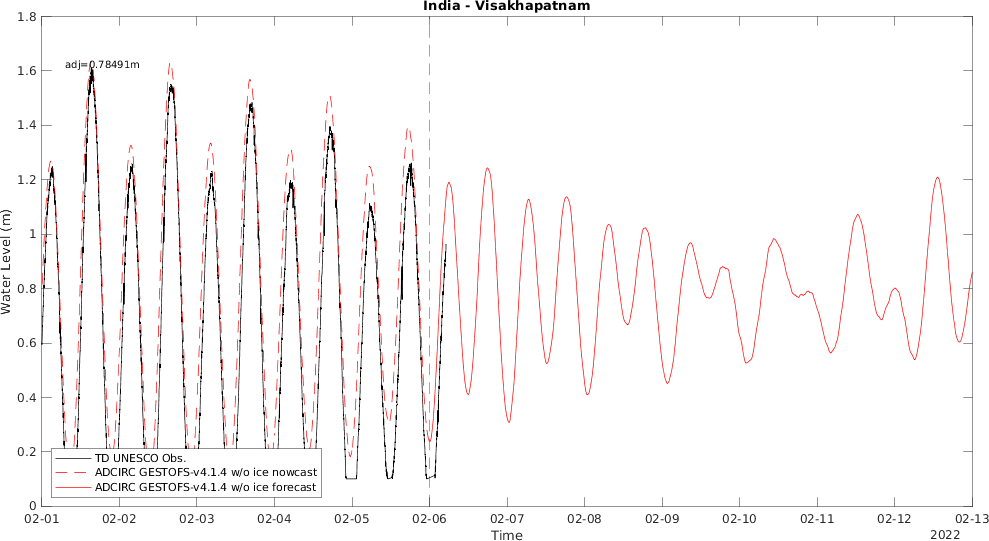 India - Visakhapatnam
adj=0.78491m
1.8
1.6
1.4
1.2
1
0.8
0.6
0.4
0.2
0
Water Level (m)
TD UNESCO Obs.
ADCIRC GESTOFS-v4.1.4 w/o ice nowcast
ADCIRC GESTOFS-v4.1.4 w/o ice forecast
02-01 02-02 02-03 02-04 02-05 02-06 02-07 02-08 02-09 02-10 02-11 02-12 02-13
Time
2022